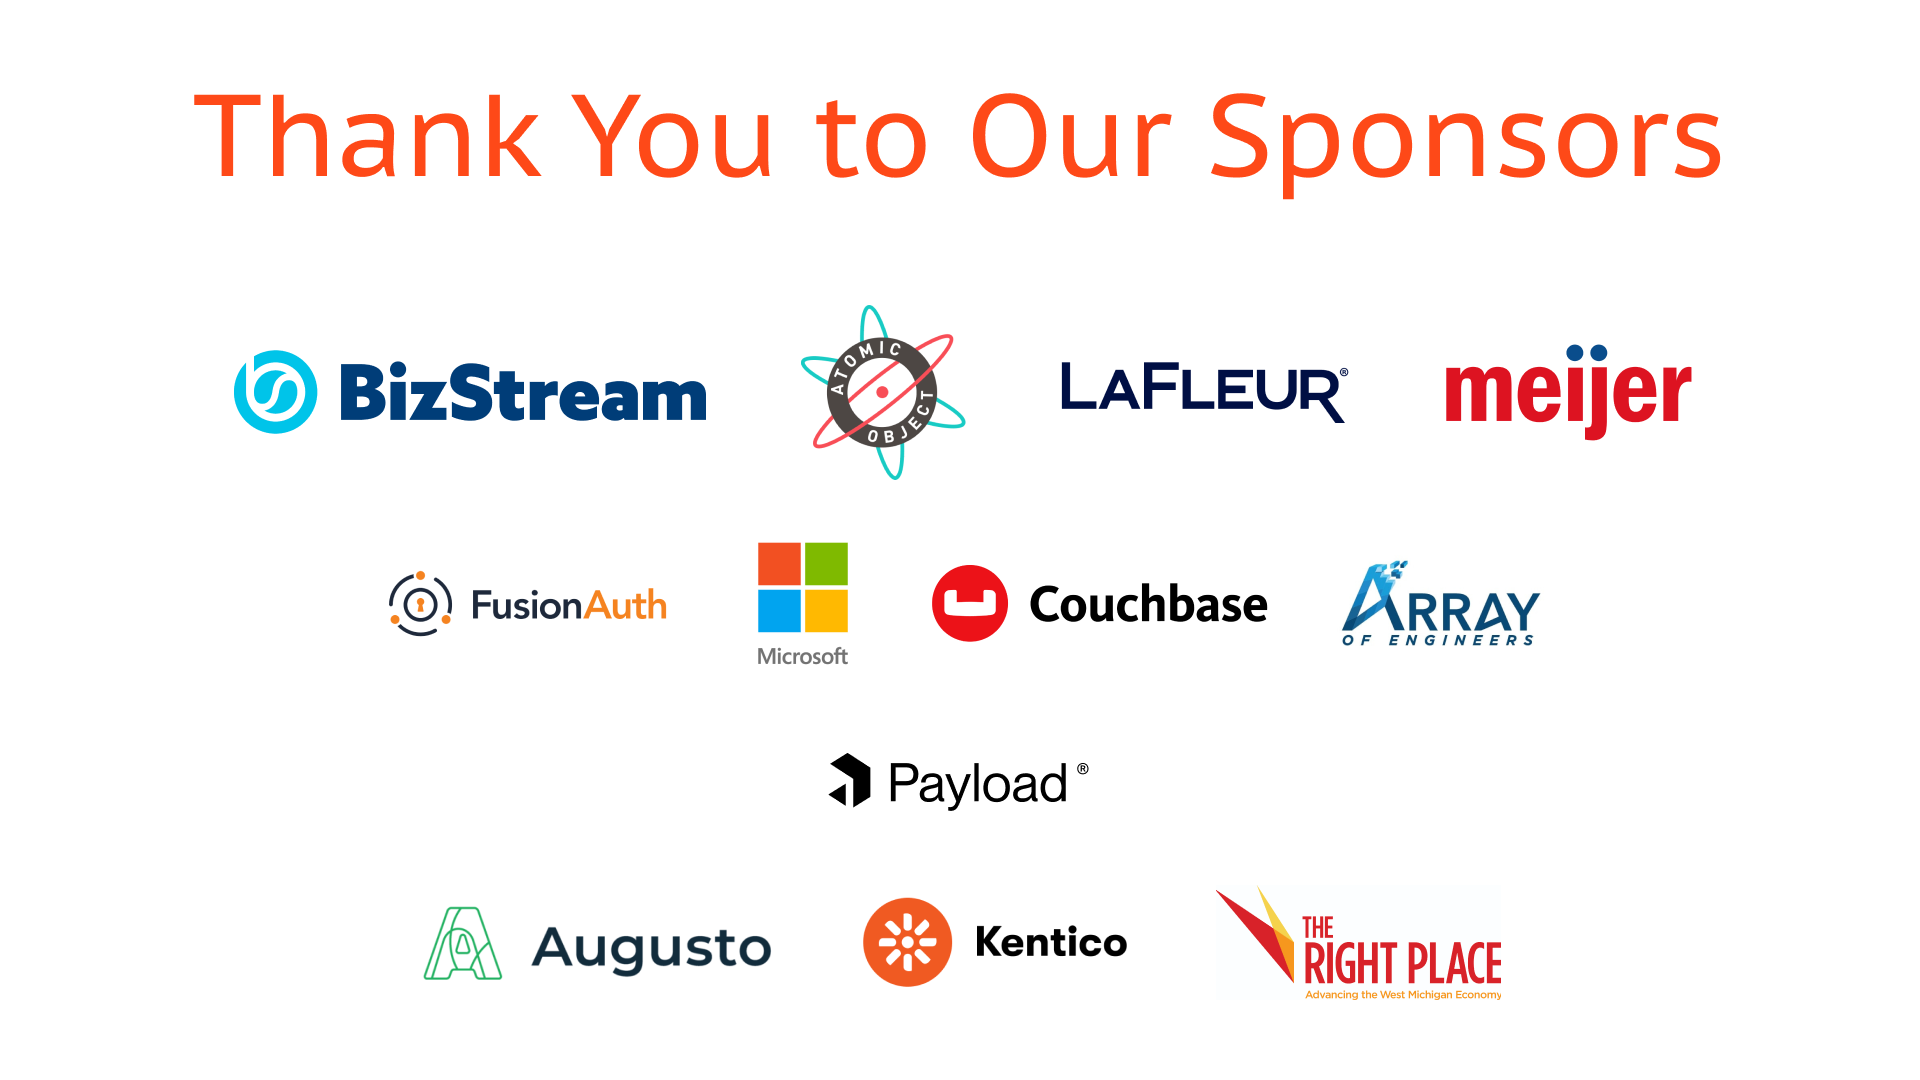 Thank You to Our Sponsors
BizStream
ATOMIC
OBJECT
LAFLEUR®
meijer
FusionAuth
Microsoft
Couchbase
ARRAY
OF ENGINEERS
Payload®
Augusto
Kentico
THE
RIGHT PLACE
Advancing the West Michigan Economy